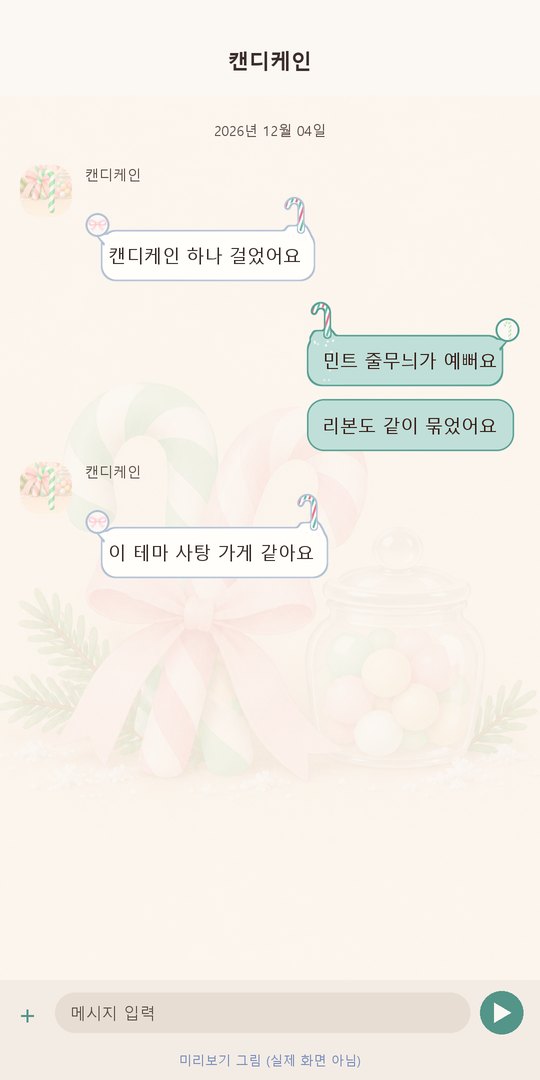 캔디케인
2026년 12월 04일
캔디케인
캔디케인 하나 걸었어요
민트 줄무늬가 예뻐요
리본도 같이 묶었어요
캔디케인
이 테마 사탕 가게 같아요
메시지 입력
미리보기 그림 (실제 화면 아님)